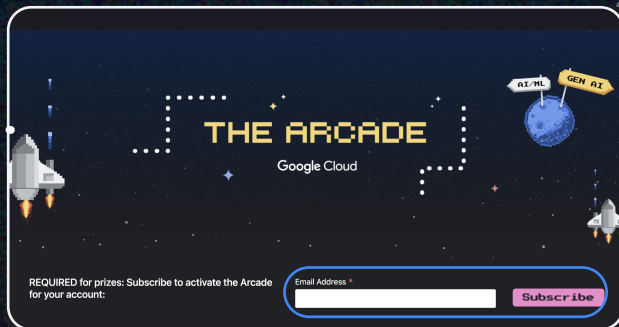 AI/ML
GEN AI
THE ARCADE
Google Cloud
REQUIRED for prizes: Subscribe to activate the Arcade
for your account:
Email Address *
Subscribe